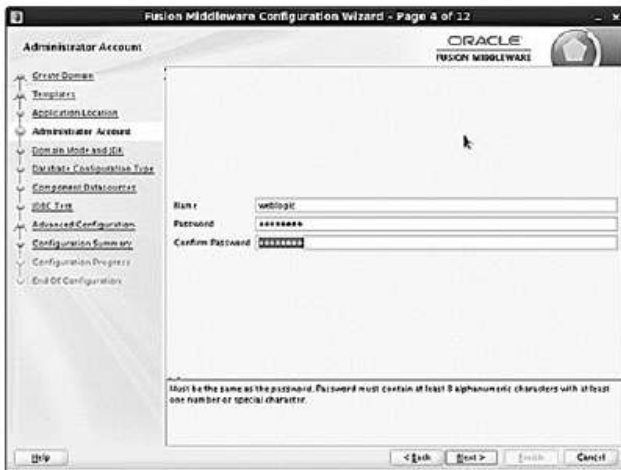 Fusion Middleware Configuration Wizard - Page 4 of 12
Administrator Account
ORACLE
FUSION MIDDLEWARE
Create Domain
Templates
Application Location
Administrator Account
Domain Mode and JDK
Database Configuration Type
Component Datasources
JDBC Test
Advanced Configuration
Configuration Summary
Configuration Progress
End Of Configuration
Name weblogic
Password ••••••••
Confirm Password ••••••••
Must be the same as the password. Password must contain at least 8 alphanumeric characters with at least
one number or special character.
Help
< Back Next > Finish Cancel